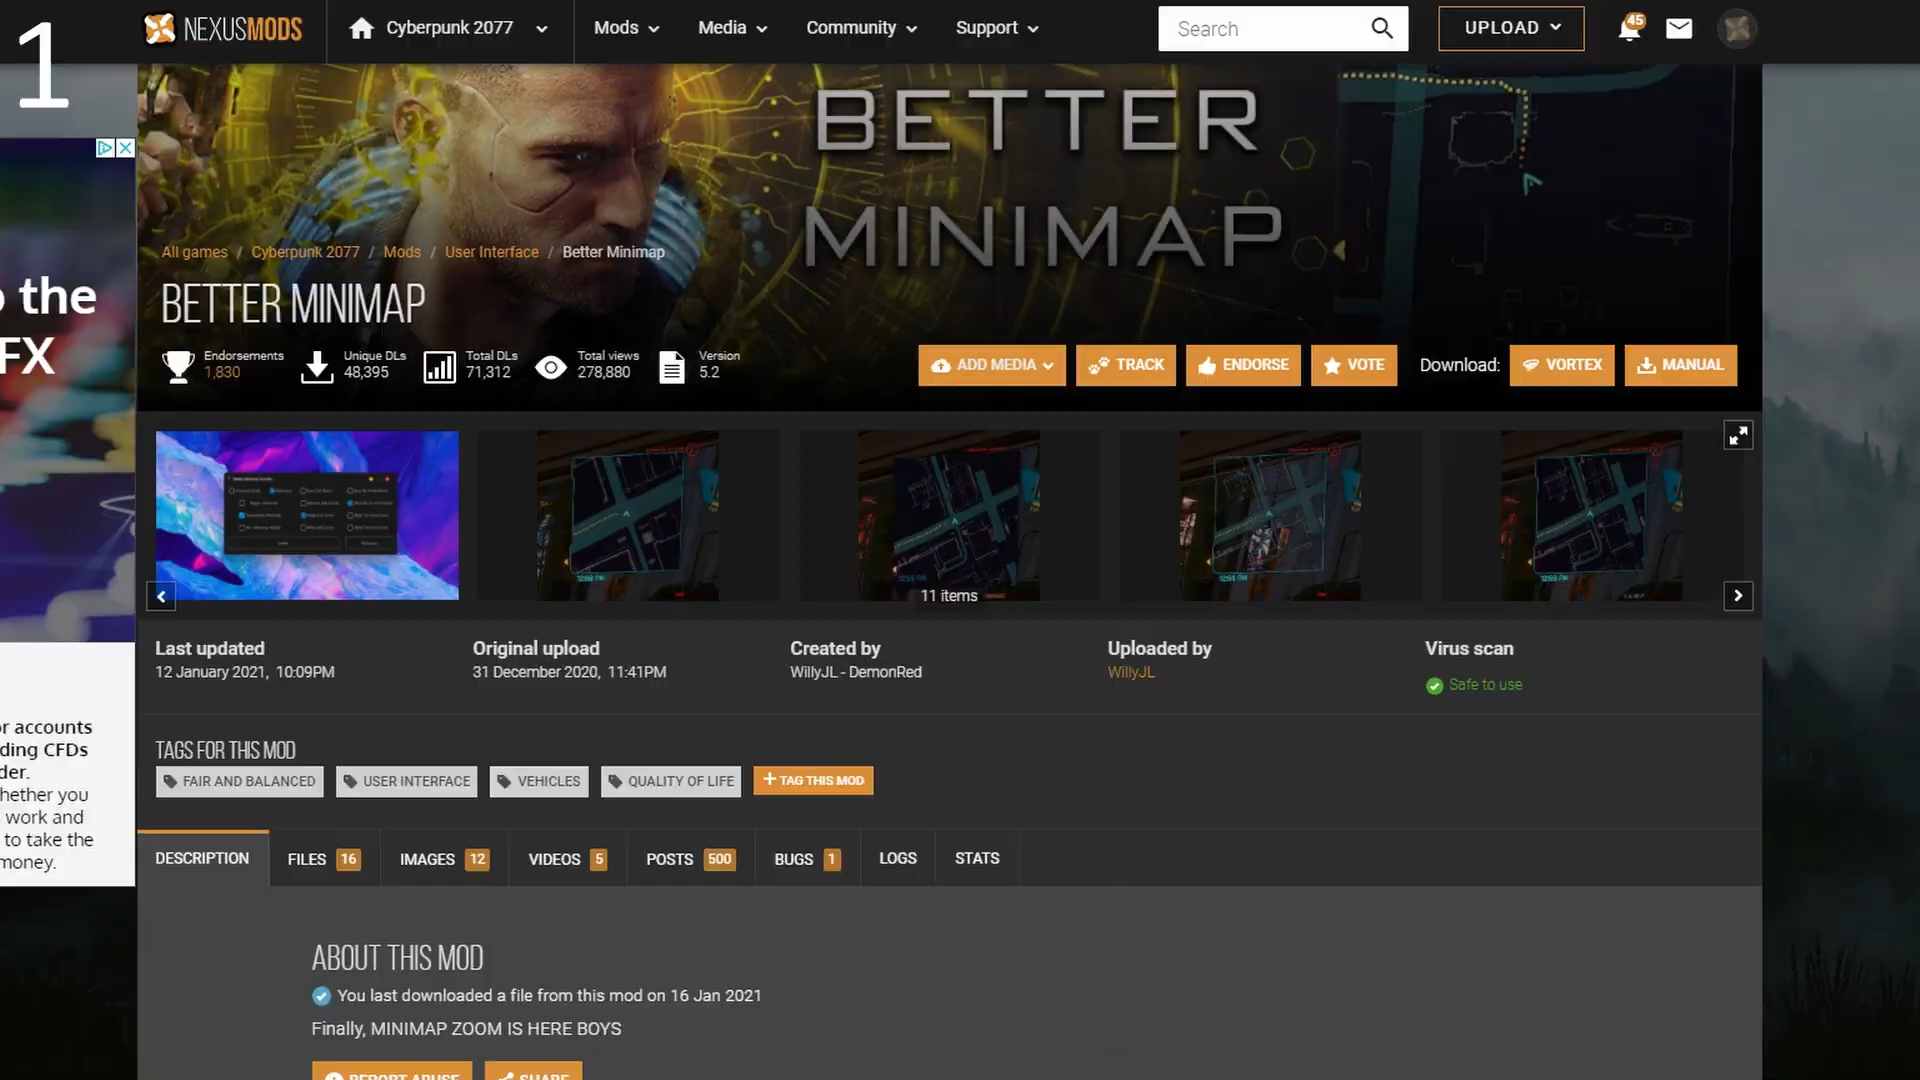 1
NEXUSMODS
Cyberpunk 2077
Mods
Media
Community
Support
Search
UPLOAD
45
BETTER
MINIMAP
All games / Cyberpunk 2077 / Mods / User Interface / Better Minimap
BETTER MINIMAP
Endorsements
1,830
Unique DLs
48,395
Total DLs
71,312
Total views
278,880
Version
5.2
ADD MEDIA
TRACK
ENDORSE
VOTE
Download:
VORTEX
MANUAL
o the
FX
11 items
Last updated
12 January 2021, 10:09PM
Original upload
31 December 2020, 11:41PM
Created by
WillyJL - DemonRed
Uploaded by
WillyJL
Virus scan
Safe to use
r accounts
ding CFDs
der.
hether you
work and
to take the
money.
TAGS FOR THIS MOD
FAIR AND BALANCED
USER INTERFACE
VEHICLES
QUALITY OF LIFE
+ TAG THIS MOD
DESCRIPTION
FILES 16
IMAGES 12
VIDEOS 5
POSTS 500
BUGS 1
LOGS
STATS
ABOUT THIS MOD
You last downloaded a file from this mod on 16 Jan 2021
Finally, MINIMAP ZOOM IS HERE BOYS
REPORT ABUSE
SHARE